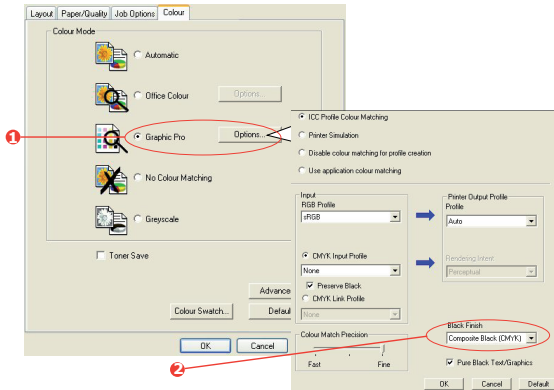 Layout Paper/Quality Job Options Colour
Colour Mode
Automatic
Office Colour
Options...
1
Graphic Pro
Options...
No Colour Matching
Greyscale
Toner Save
Advance
Colour Swatch...
Defaul
OK
Cancel
2
ICC Profile Colour Matching
Printer Simulation
Disable colour matching for profile creation
Use application colour matching
Input
RGB Profile
sRGB
CMYK Input Profile
None
Preserve Black
CMYK Link Profile
None
Printer Output Profile
Profile
Auto
Rendering Intent
Perceptual
Colour Match Precision
Fast
Fine
Black Finish
Composite Black (CMYK)
Pure Black Text/Graphics
OK
Cancel
Default